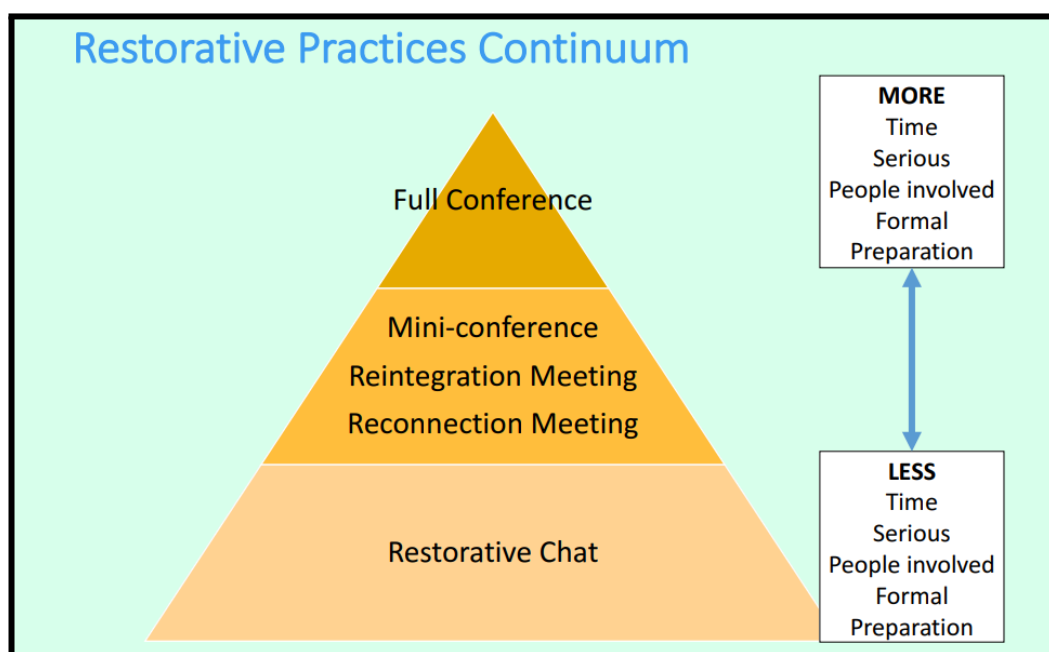 Restorative Practices Continuum
Full Conference
Mini-conference
Reintegration Meeting
Reconnection Meeting
Restorative Chat
MORE
Time
Serious
People involved
Formal
Preparation
LESS
Time
Serious
People involved
Formal
Preparation